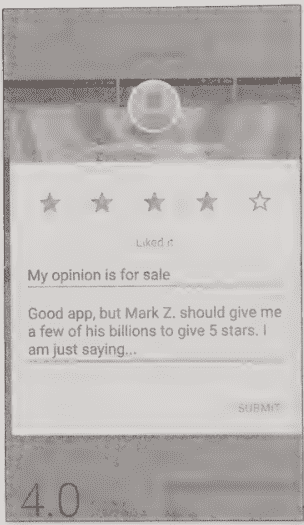 Liked it
My opinion is for sale
Good app, but Mark Z. should give me
a few of his billions to give 5 stars. I
am just saying...
SUBMIT
4.0